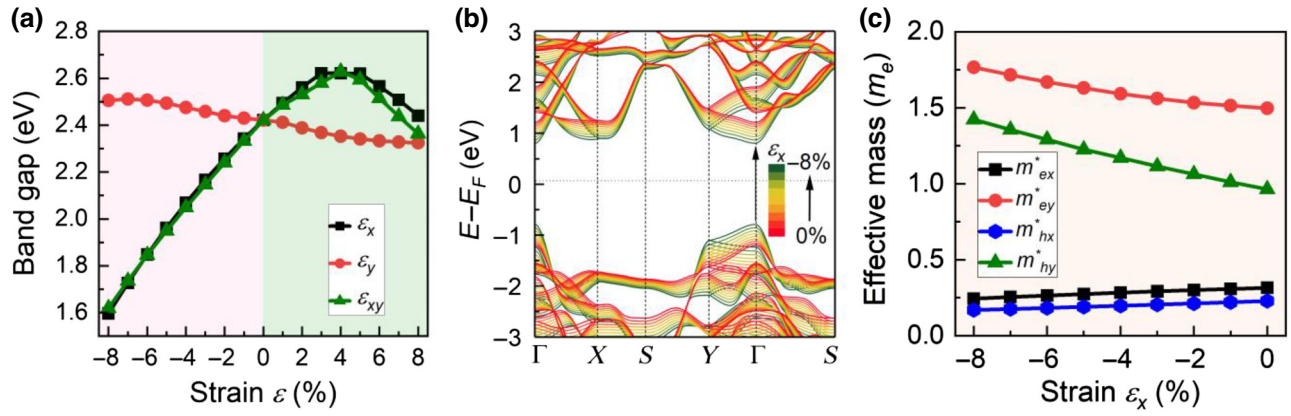 (a)
Band gap (eV)
2.8
2.6
2.4
2.2
2.0
1.8
1.6
εx
εy
εxy
−8 −6 −4 −2 0 2 4 6 8
Strain ε (%)
(b)
E−EF (eV)
3
2
1
0
−1
−2
−3
εx
−8%
0%
Γ X S Y Γ S
(c)
Effective mass (me)
2.0
1.5
1.0
0.5
0.0
m*ex
m*ey
m*hx
m*hy
−8 −6 −4 −2 0
Strain εx (%)